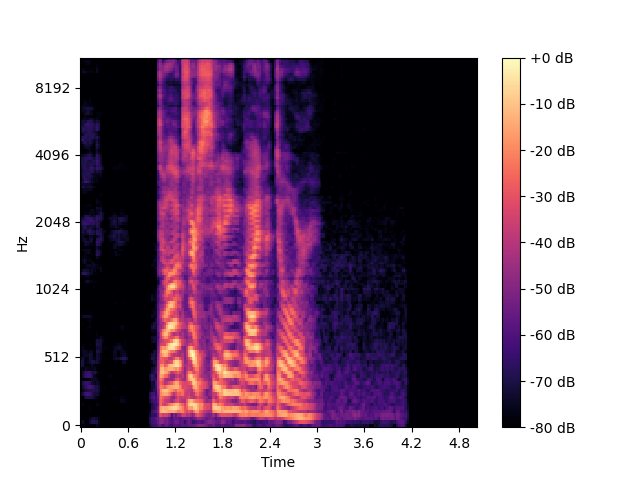 8192
4096
2048
1024
512
0
Hz
0 0.6 1.2 1.8 2.4 3 3.6 4.2 4.8
Time
+0 dB
-10 dB
-20 dB
-30 dB
-40 dB
-50 dB
-60 dB
-70 dB
-80 dB